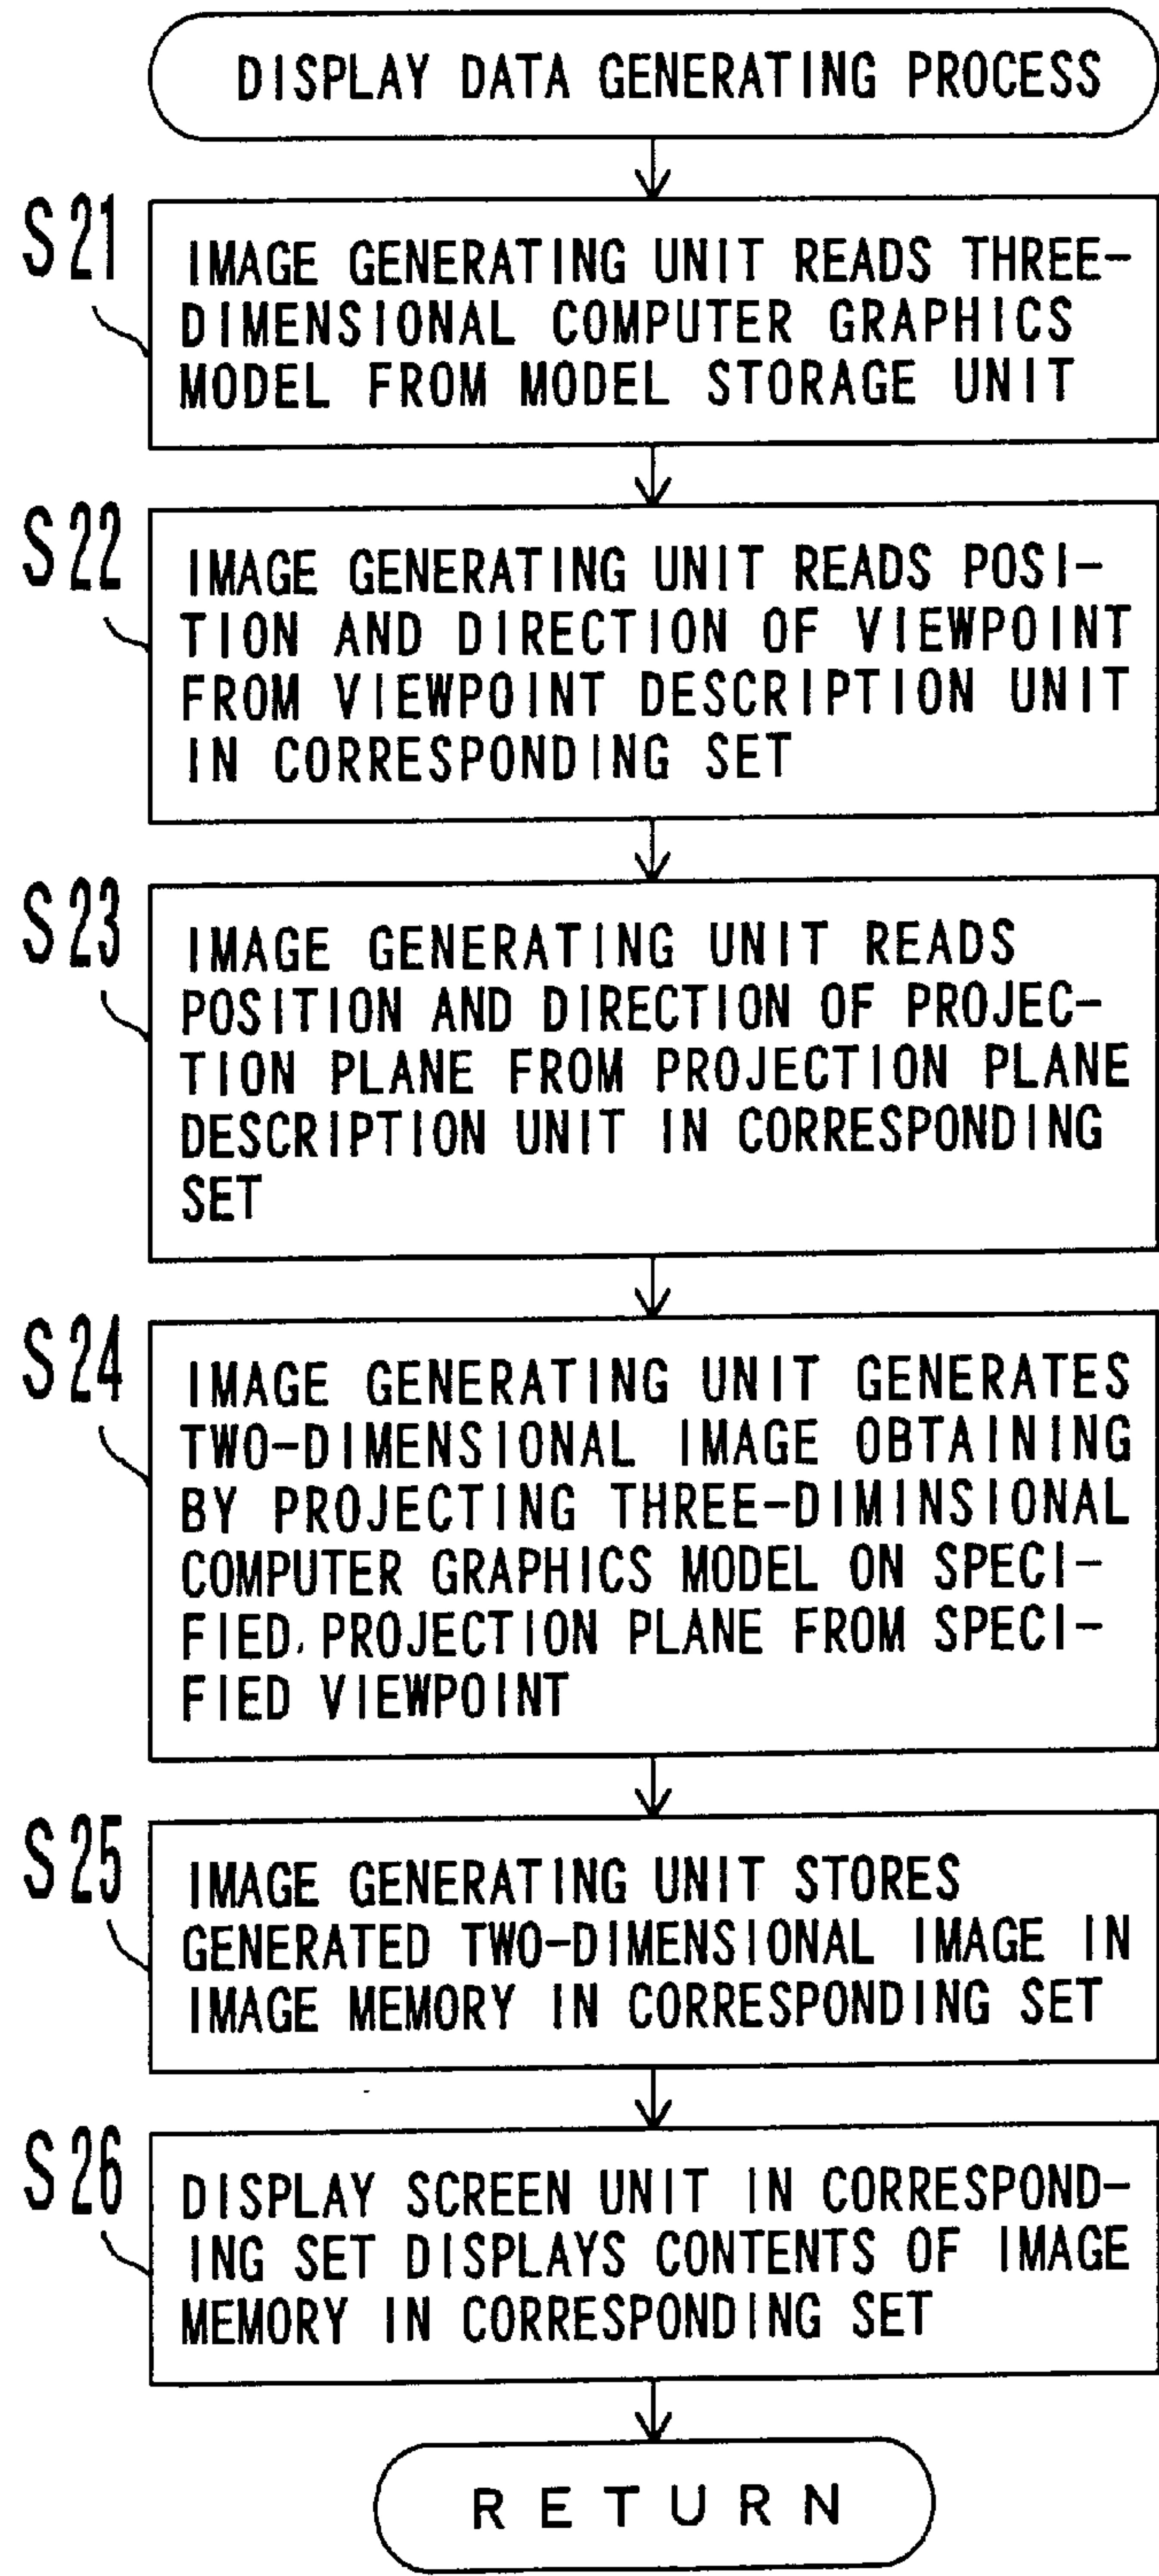 DISPLAY DATA GENERATING PROCESS
S21
IMAGE GENERATING UNIT READS THREE-
DIMENSIONAL COMPUTER GRAPHICS
MODEL FROM MODEL STORAGE UNIT
S22
IMAGE GENERATING UNIT READS POSI-
TION AND DIRECTION OF VIEWPOINT
FROM VIEWPOINT DESCRIPTION UNIT
IN CORRESPONDING SET
S23
IMAGE GENERATING UNIT READS
POSITION AND DIRECTION OF PROJEC-
TION PLANE FROM PROJECTION PLANE
DESCRIPTION UNIT IN CORRESPONDING
SET
S24
IMAGE GENERATING UNIT GENERATES
TWO-DIMENSIONAL IMAGE OBTAINING
BY PROJECTING THREE-DIMINSIONAL
COMPUTER GRAPHICS MODEL ON SPECI-
FIED PROJECTION PLANE FROM SPECI-
FIED VIEWPOINT
S25
IMAGE GENERATING UNIT STORES
GENERATED TWO-DIMENSIONAL IMAGE IN
IMAGE MEMORY IN CORRESPONDING SET
S26
DISPLAY SCREEN UNIT IN CORRESPOND-
ING SET DISPLAYS CONTENTS OF IMAGE
MEMORY IN CORRESPONDING SET
RETURN